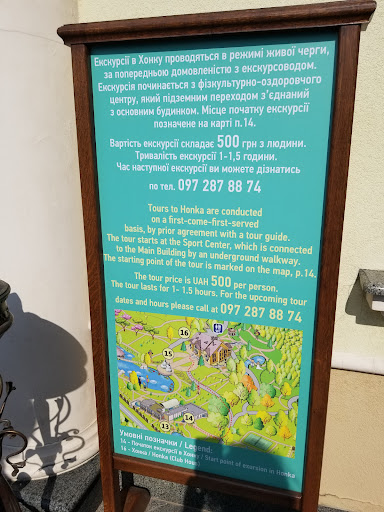 Екскурсії в Хонку проводяться в режимі живої черги,
за попередньою домовленістю з екскурсоводом.
Екскурсія починається з фізкультурно-оздоровчого
центру, який підземним переходом з'єднаний
з основним будинком. Місце початку екскурсії
позначене на карті п.14.
Вартість екскурсії складає 500 грн з людини.
Тривалість екскурсії 1-1,5 години.
Час наступної екскурсії ви можете дізнатись
по тел. 097 287 88 74
Tours to Honka are conducted
on a first-come-first-served
basis, by prior agreement with a tour guide.
The tour starts at the Sport Center, which is connected
to the Main Building by an underground walkway.
The starting point of the tour is marked on the map, p.14.
The tour price is UAH 500 per person.
The tour lasts for 1- 1.5 hours. For the upcoming tour
dates and hours please call at 097 287 88 74
16
15
14
13
Умовні позначки / Legend:
14 - Початок екскурсії в Хонку / Start point of exursion in Honka
16 - Хонка / Honka (Club House)